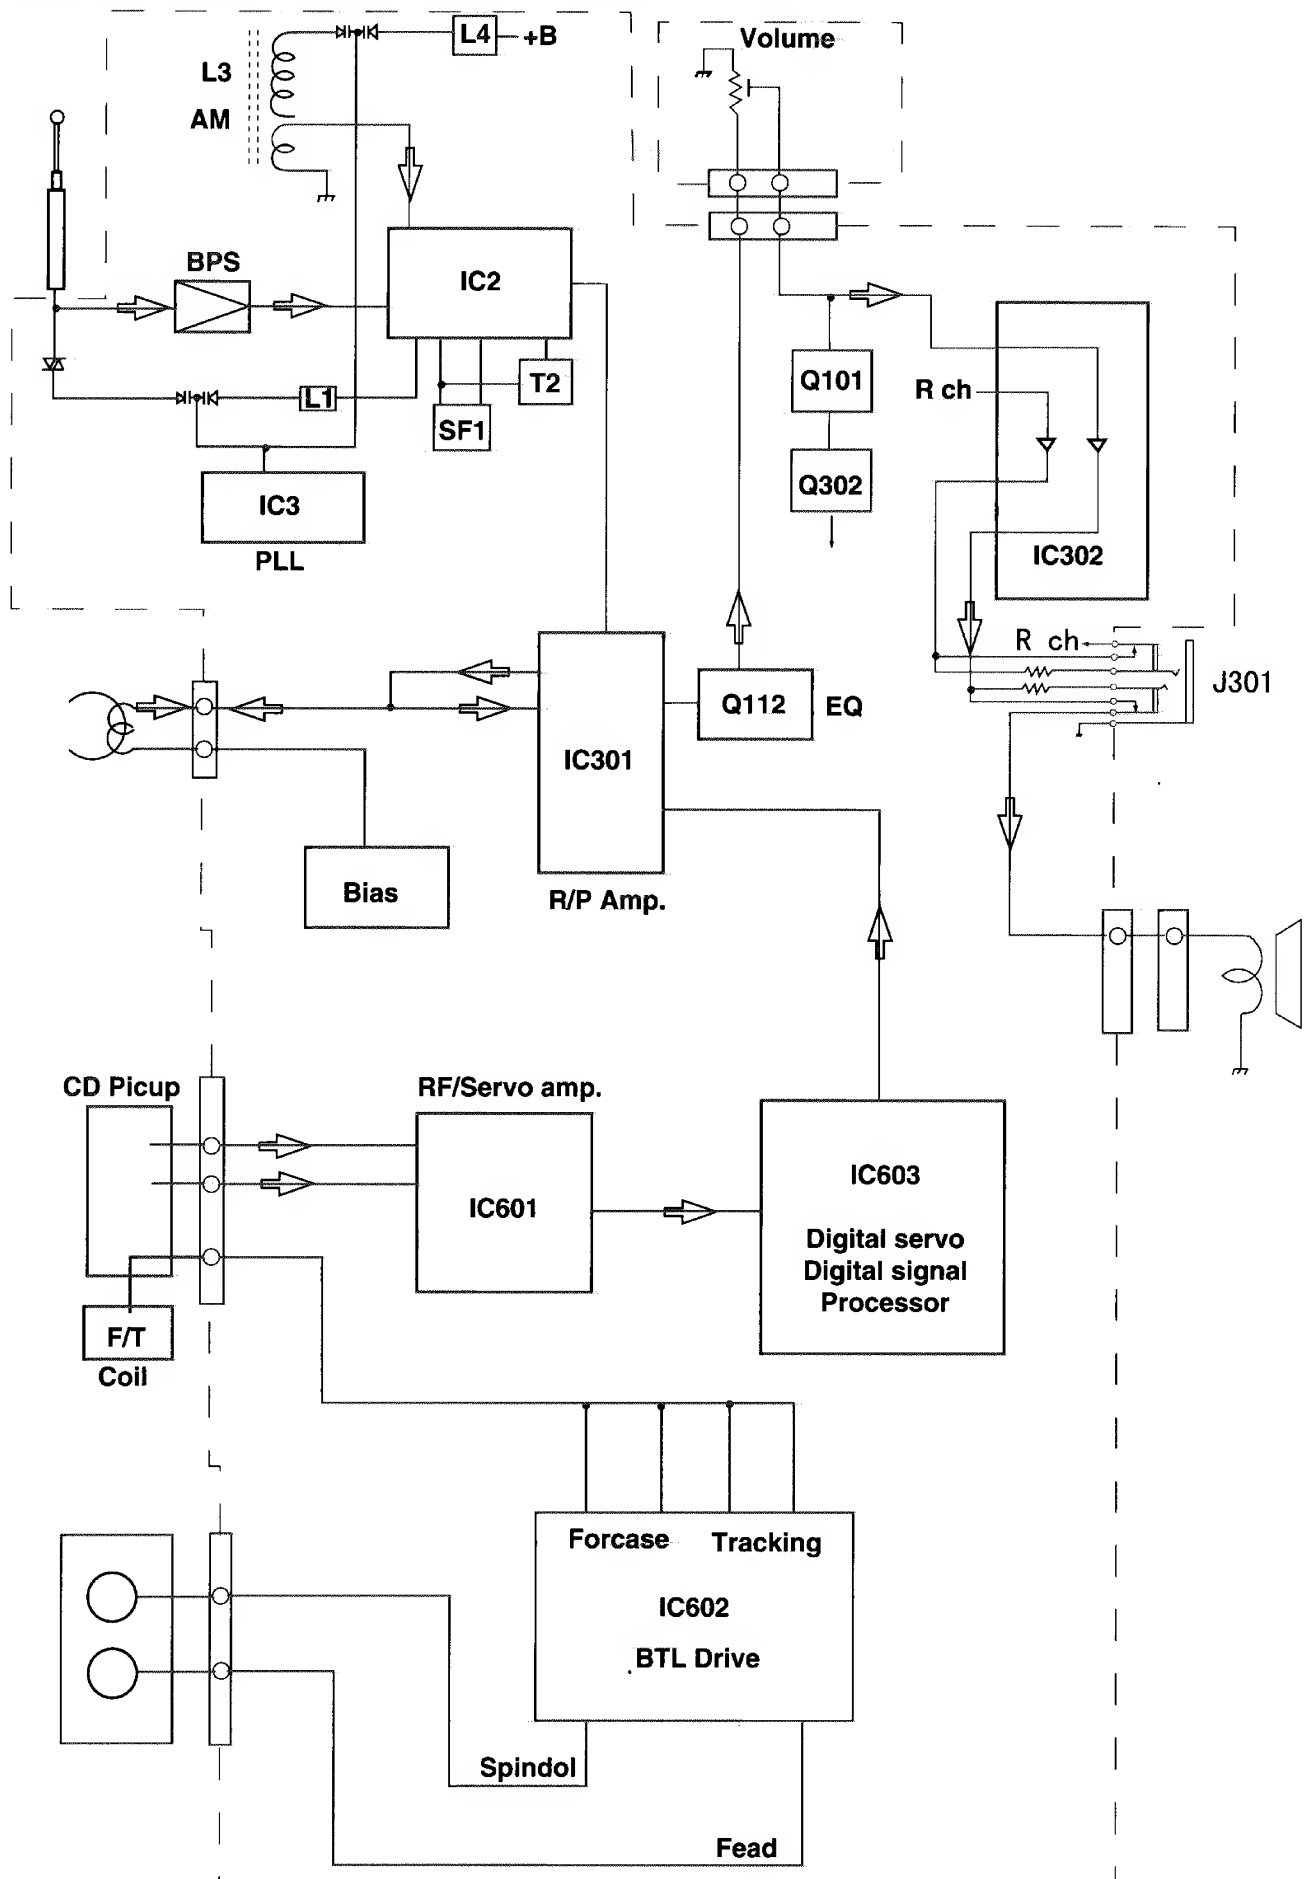 Volume
L4
+B
L3
AM
BPS
IC2
T2
L1
SF1
IC3
PLL
Q101
R ch
Q302
IC302
R ch
J301
Q112
EQ
IC301
R/P Amp.
Bias
CD Picup
RF/Servo amp.
IC601
IC603
Digital servo
Digital signal
Processor
F/T
Coil
Forcase
Tracking
IC602
BTL Drive
Spindol
Fead